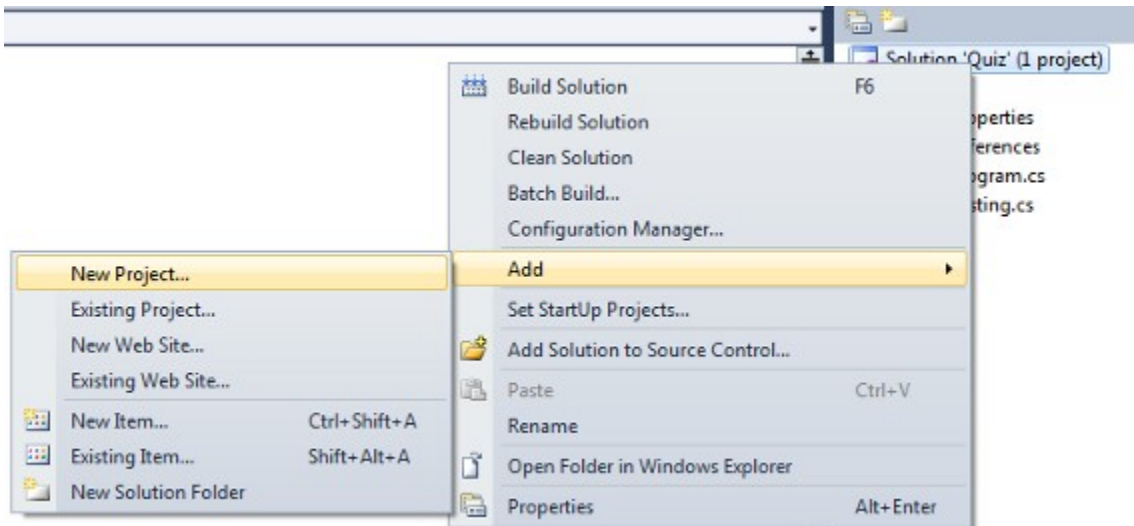 Solution 'Quiz' (1 project)
Build Solution F6
Rebuild Solution
Clean Solution
Batch Build...
Configuration Manager...
Add
Set StartUp Projects...
Add Solution to Source Control...
Paste Ctrl+V
Rename
Open Folder in Windows Explorer
Properties Alt+Enter
New Project...
Existing Project...
New Web Site...
Existing Web Site...
New Item... Ctrl+Shift+A
Existing Item... Shift+Alt+A
New Solution Folder